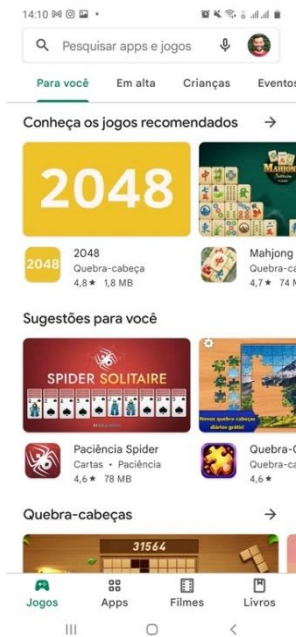 14:10
Pesquisar apps e jogos
Para você Em alta Crianças Eventos
Conheça os jogos recomendados
2048
MAHJONG
Solitaire
2048
2048
Quebra-cabeça
4,8★ 1,8 MB
Mahjong
Quebra-ca
4,7★ 74 M
Sugestões para você
SPIDER SOLITAIRE
Novos quebra-cabeças
diários grátis!
Paciência Spider
Cartas • Paciência
4,6★ 78 MB
Quebra-C
Quebra-ca
4,6★
Quebra-cabeças
31564
Jogos Apps Filmes Livros